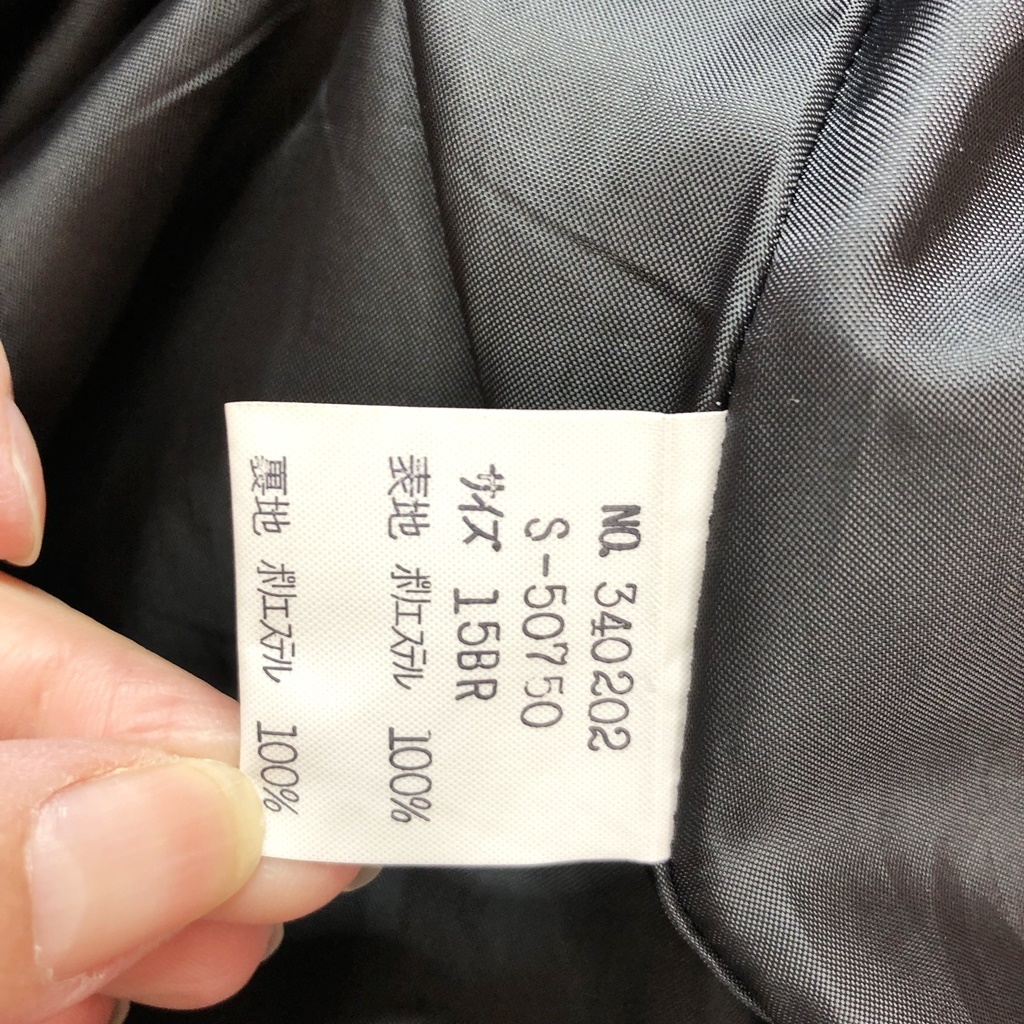 NO. 340202
S-50750
サイズ 15BR
表地 ポリエステル 100%
裏地 ポリエステル 100%